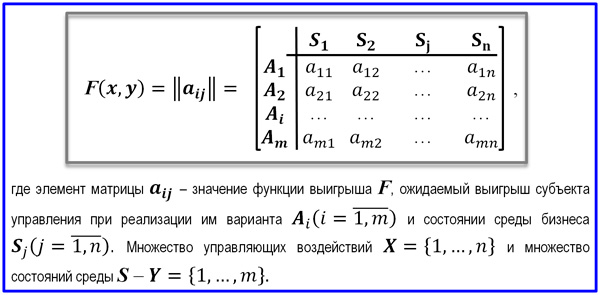 S₁ S₂ Sⱼ Sₙ
A₁ a₁₁ a₁₂ … a₁ₙ
F(x, y) = ‖aᵢⱼ‖ = A₂ a₂₁ a₂₂ … a₂ₙ ,
Aᵢ … … … …
Aₘ aₘ₁ aₘ₂ … aₘₙ
где элемент матрицы aᵢⱼ – значение функции выигрыша F, ожидаемый выигрыш субъекта
управления при реализации им варианта Aᵢ(i = 1, m) и состоянии среды бизнеса
Sⱼ(j = 1, n). Множество управляющих воздействий X = {1, …, n} и множество
состояний среды S – Y = {1, …, m}.